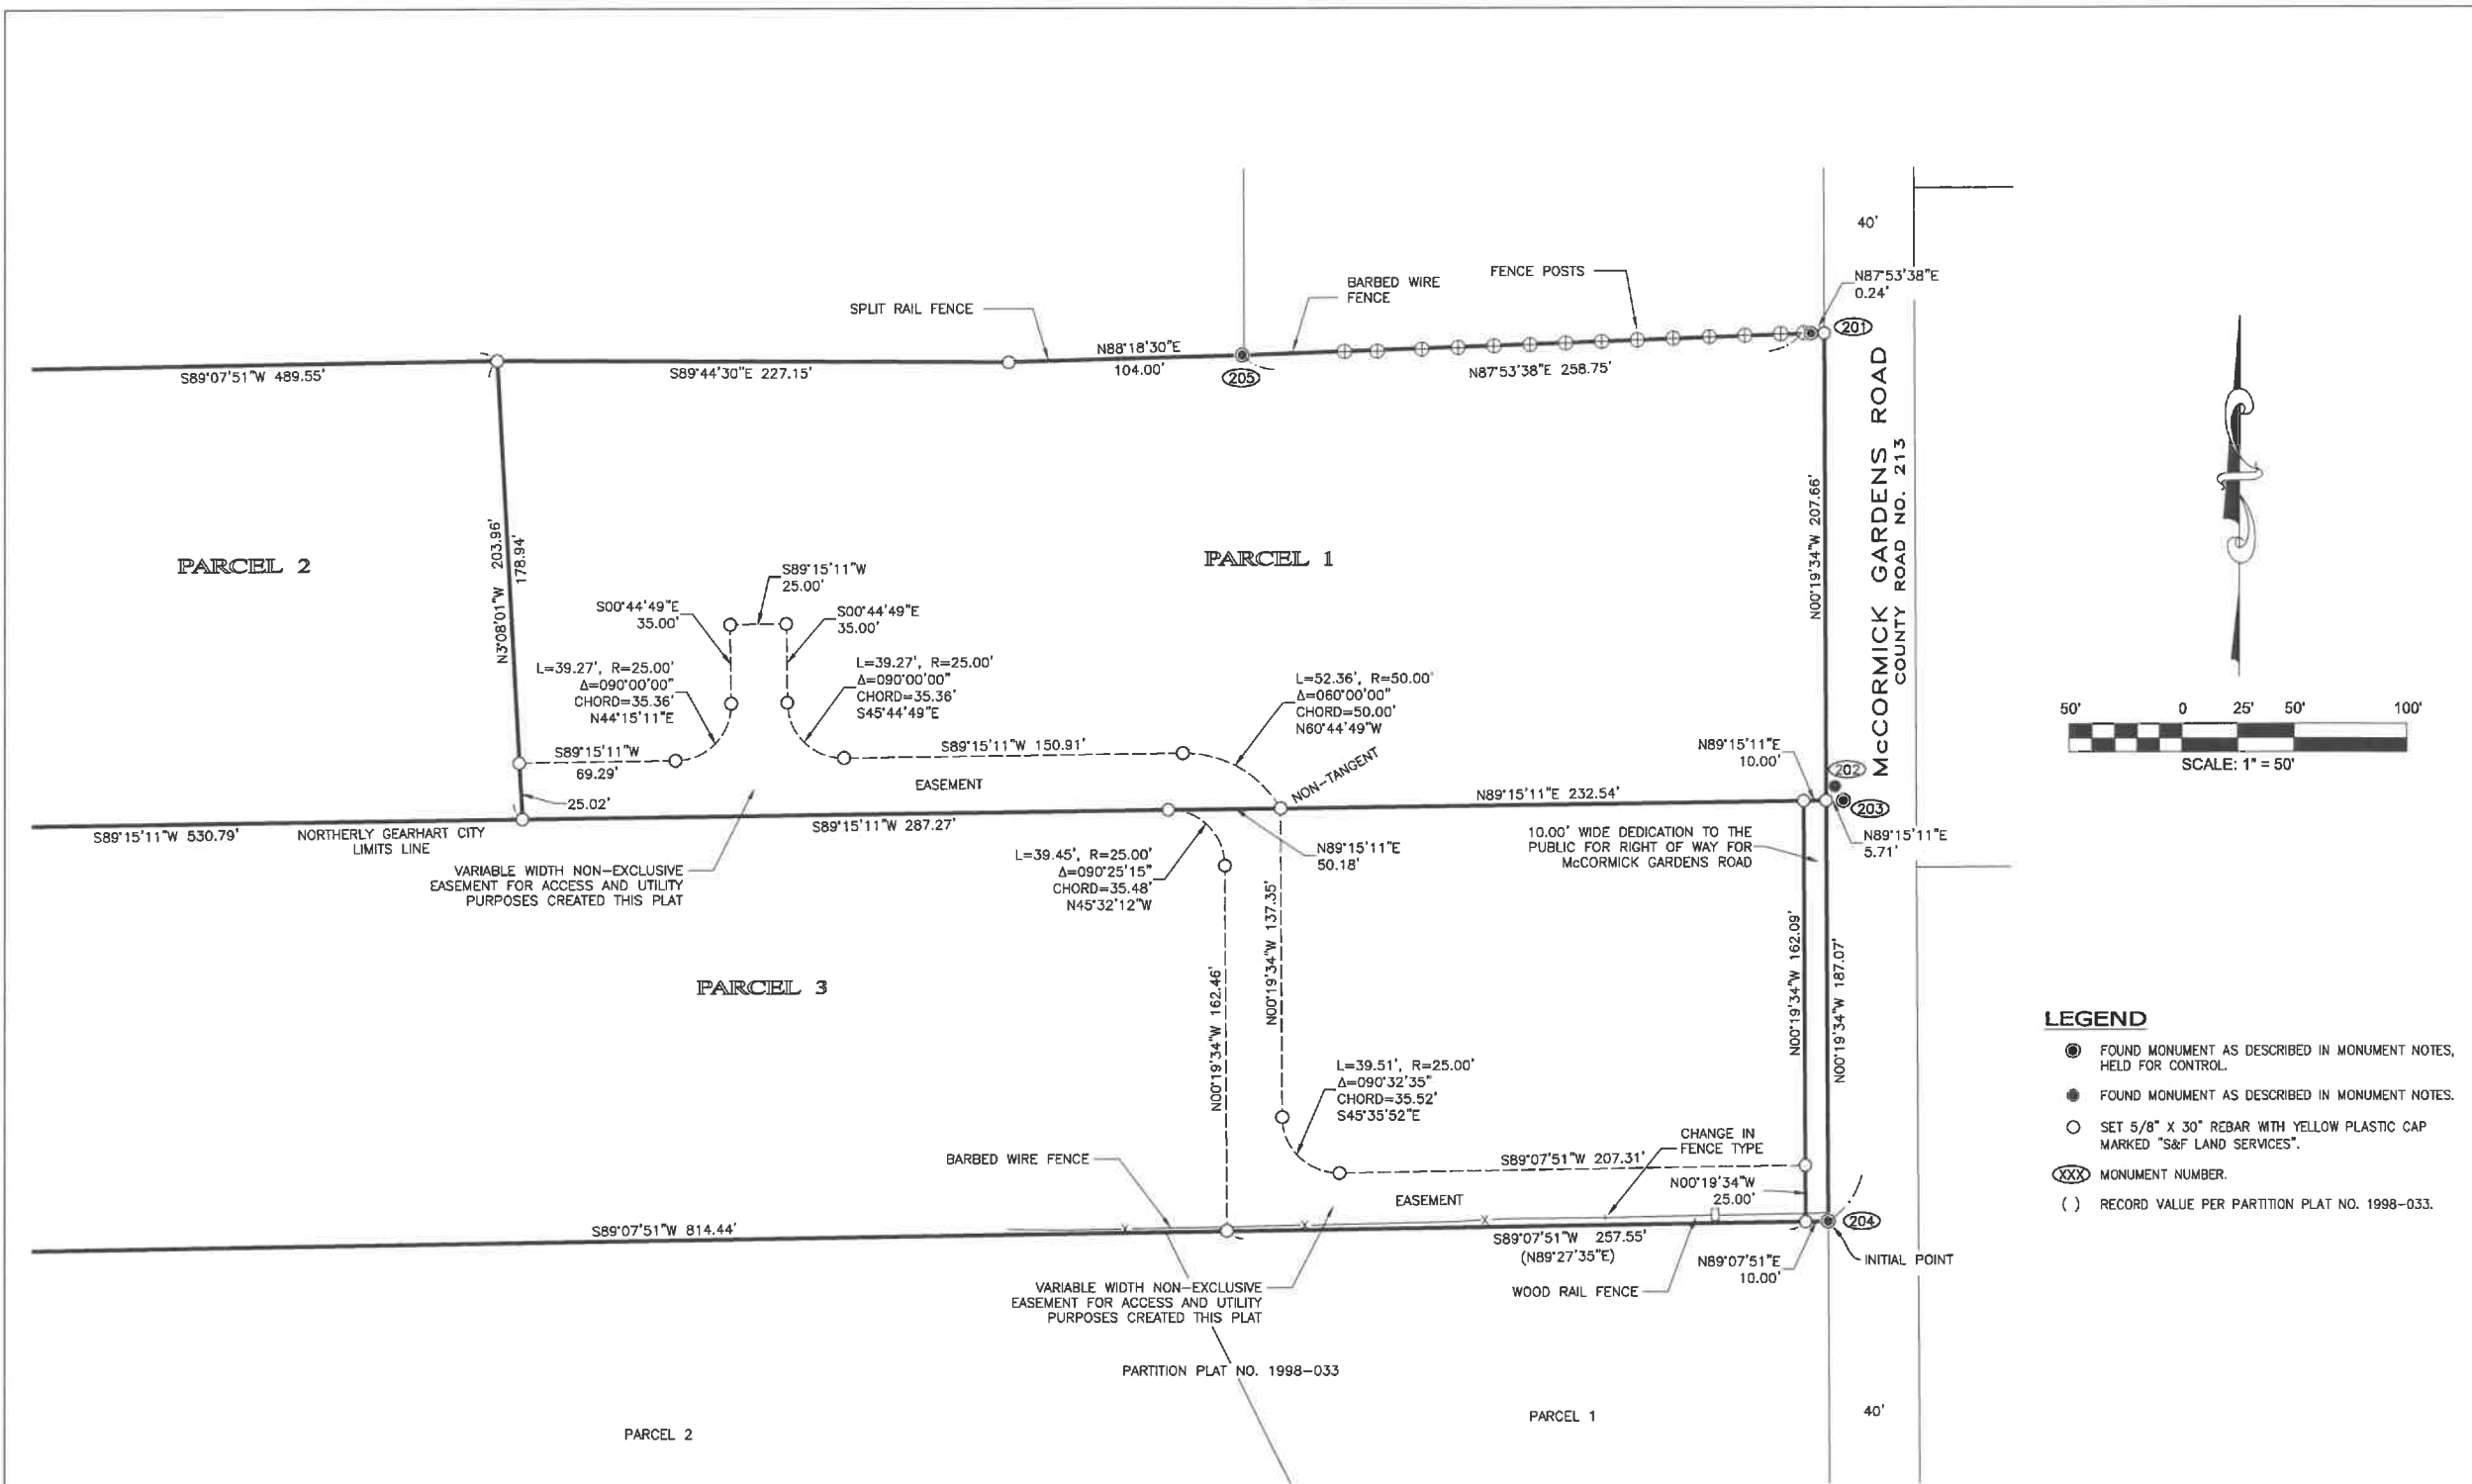 40'
N87°53'38"E
0.24'
FENCE POSTS
BARBED WIRE
FENCE
SPLIT RAIL FENCE
201
S89°07'51"W 489.55'
S89°44'30"E 227.15'
N88°18'30"E
104.00'
205
N87°53'38"E 258.75'
McCORMICK GARDENS ROAD
COUNTY ROAD NO. 213
N00°19'34"W 207.66'
N3°08'01"W 203.96'
178.94'
PARCEL 2
PARCEL 1
S89°15'11"W
25.00'
S00°44'49"E
35.00'
S00°44'49"E
35.00'
L=39.27', R=25.00'
Δ=090°00'00"
CHORD=35.36'
N44°15'11"E
L=39.27', R=25.00'
Δ=090°00'00"
CHORD=35.36'
S45°44'49"E
L=52.36', R=50.00'
Δ=060°00'00"
CHORD=50.00'
N60°44'49"W
NON-TANGENT
S89°15'11"W
69.29'
S89°15'11"W 150.91'
EASEMENT
25.02'
N89°15'11"E
10.00'
202
203
N89°15'11"E 232.54'
N89°15'11"E
5.71'
50' 0 25' 50' 100'
SCALE: 1" = 50'
S89°15'11"W 530.79'
NORTHERLY GEARHART CITY
LIMITS LINE
S89°15'11"W 287.27'
VARIABLE WIDTH NON-EXCLUSIVE
EASEMENT FOR ACCESS AND UTILITY
PURPOSES CREATED THIS PLAT
L=39.45', R=25.00'
Δ=090°25'15"
CHORD=35.48'
N45°32'12"W
N89°15'11"E
50.18'
10.00' WIDE DEDICATION TO THE
PUBLIC FOR RIGHT OF WAY FOR
McCORMICK GARDENS ROAD
N00°19'34"W 137.35'
N00°19'34"W 162.46'
N00°19'34"W 162.09'
N00°19'34"W 187.07'
PARCEL 3
L=39.51', R=25.00'
Δ=090°32'35"
CHORD=35.52'
S45°35'52"E
CHANGE IN
FENCE TYPE
BARBED WIRE FENCE
S89°07'51"W 207.31'
N00°19'34"W
25.00'
EASEMENT
204
S89°07'51"W 814.44'
X X X
S89°07'51"W 257.55'
(N89°27'35"E)
N89°07'51"E
10.00'
INITIAL POINT
WOOD RAIL FENCE
VARIABLE WIDTH NON-EXCLUSIVE
EASEMENT FOR ACCESS AND UTILITY
PURPOSES CREATED THIS PLAT
PARTITION PLAT NO. 1998-033
PARCEL 2
PARCEL 1
40'
LEGEND
FOUND MONUMENT AS DESCRIBED IN MONUMENT NOTES,
HELD FOR CONTROL.
FOUND MONUMENT AS DESCRIBED IN MONUMENT NOTES.
SET 5/8" X 30" REBAR WITH YELLOW PLASTIC CAP
MARKED "S&F LAND SERVICES".
XXX MONUMENT NUMBER.
( ) RECORD VALUE PER PARTITION PLAT NO. 1998-033.